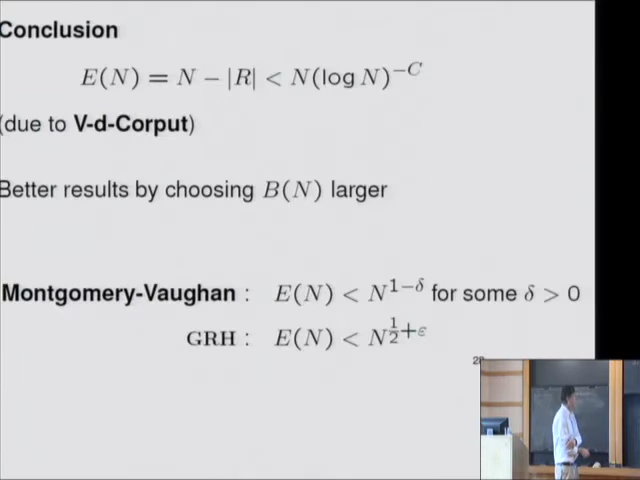 Conclusion
E(N) = N − |R| < N(log N)^{−C}
(due to V-d-Corput)
Better results by choosing B(N) larger
Montgomery-Vaughan : E(N) < N^{1−δ} for some δ > 0
GRH : E(N) < N^{\frac{1}{2}+ε}